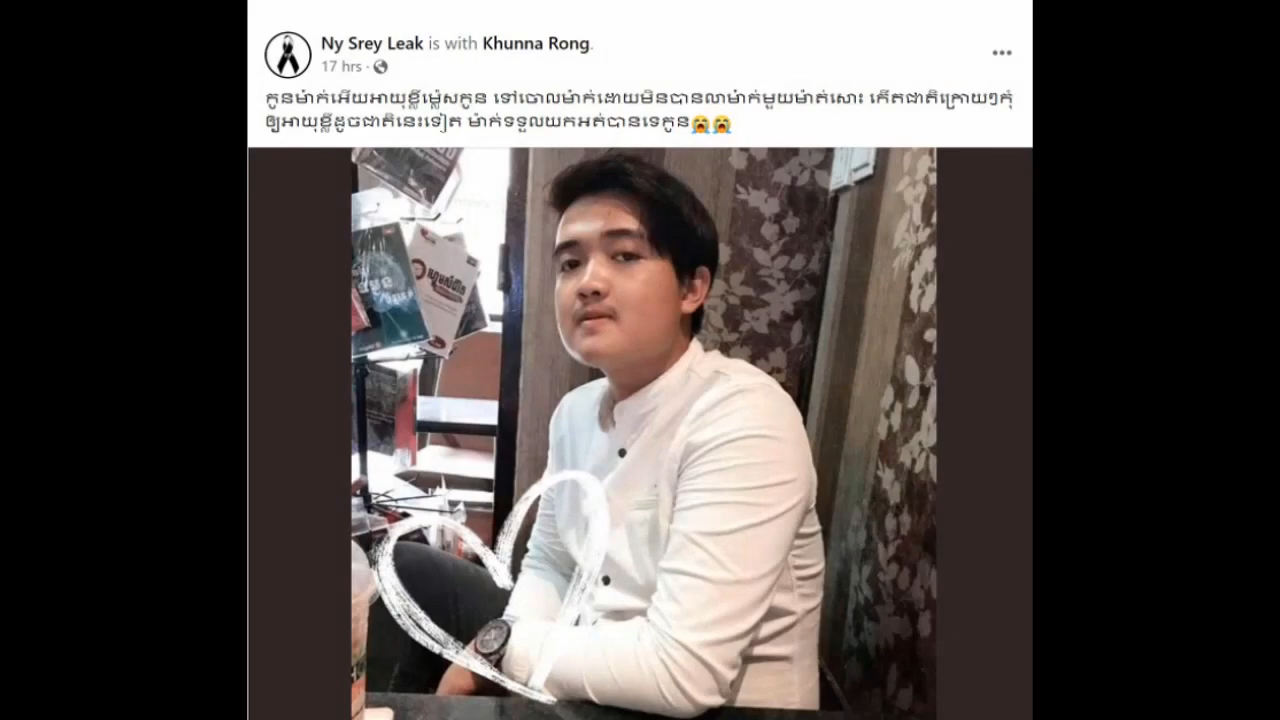 Ny Srey Leak is with Khunna Rong.
17 hrs ·
កូនម៉ាក់អើយអាយុខ្លីម្ល៉េសកូន ទៅចោលម៉ាក់ដោយមិនបានលាម៉ាក់មួយម៉ាត់សោះ កើតជាតិក្រោយៗកុំ
ឲ្យអាយុខ្លីដូចជាតិនេះទៀត ម៉ាក់ទទួលយកអត់បានទេកូន😭😭